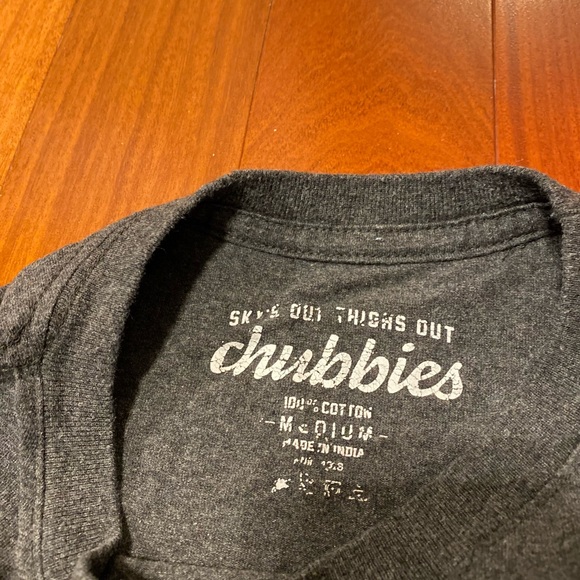 SKY'S OUT THIGHS OUT
chubbies
100% COTTON
-MEDIUM-
MADE IN INDIA